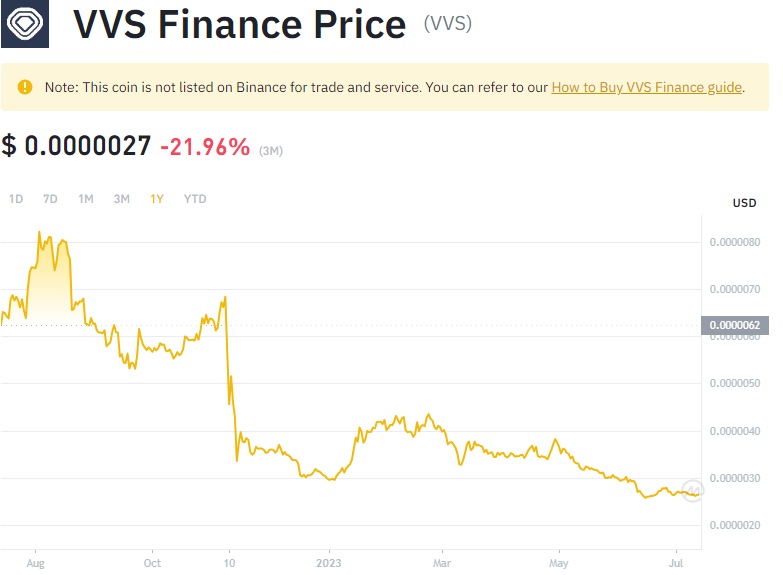 VVS Finance Price (VVS)
Note: This coin is not listed on Binance for trade and service. You can refer to our How to Buy VVS Finance guide.
$ 0.0000027 -21.96% (3M)
1D 7D 1M 3M 1Y YTD
USD
0.0000080
0.0000070
0.0000062
0.0000060
0.0000050
0.0000040
0.0000030
0.0000020
Aug Oct 10 2023 Mar May Jul